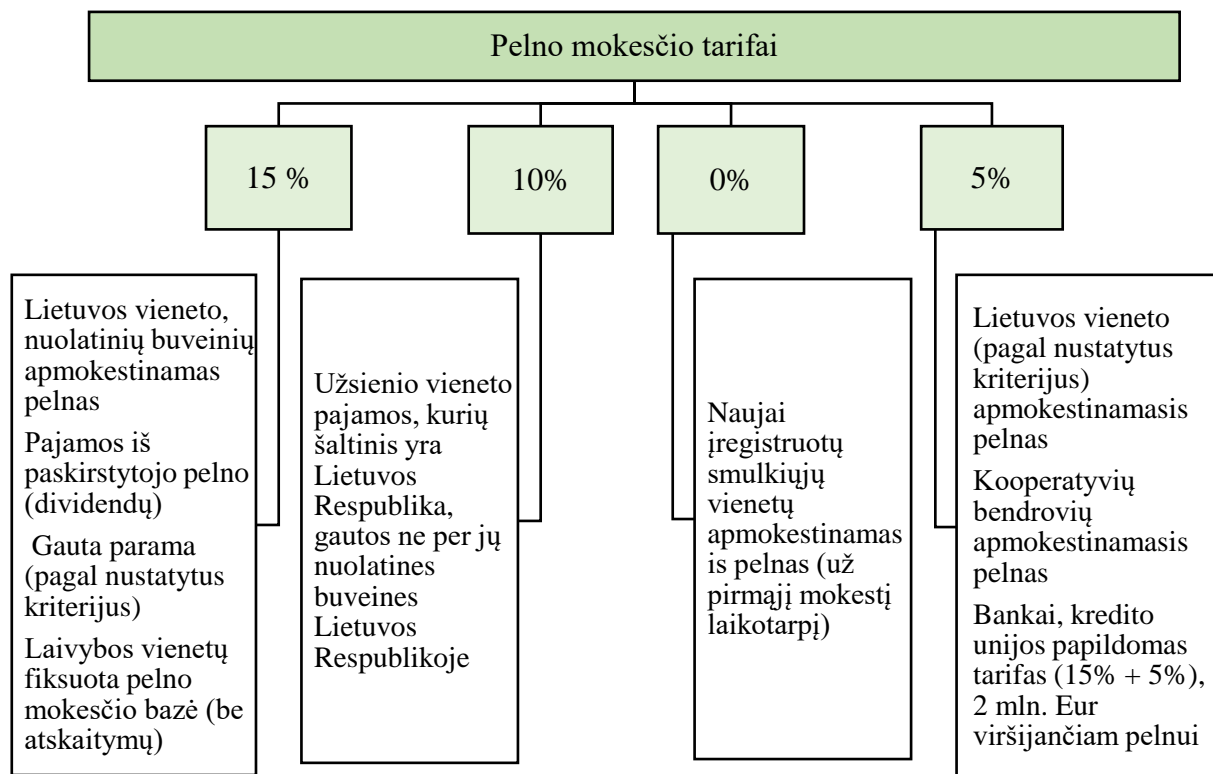 Pelno mokesčio tarifai
15 %
10%
0%
5%
Lietuvos vieneto,
nuolatinių buveinių
apmokestinamas
pelnas
Pajamos iš
paskirstytojo pelno
(dividendų)
Gauta parama
(pagal nustatytus
kriterijus)
Laivybos vienetų
fiksuota pelno
mokesčio bazė (be
atskaitymų)
Užsienio vieneto
pajamos, kurių
šaltinis yra
Lietuvos
Respublika,
gautos ne per jų
nuolatines
buveines
Lietuvos
Respublikoje
Naujai
įregistruotų
smulkiųjų
vienetų
apmokestinamas
is pelnas (už
pirmąjį mokestį
laikotarpį)
Lietuvos vieneto
(pagal nustatytus
kriterijus)
apmokestinamasis
pelnas
Kooperatyvių
bendrovių
apmokestinamasis
pelnas
Bankai, kredito
unijos papildomas
tarifas (15% + 5%),
2 mln. Eur
viršijančiam pelnui